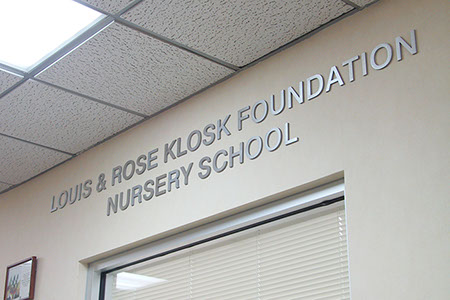 LOUIS & ROSE KLOSK FOUNDATION
NURSERY SCHOOL